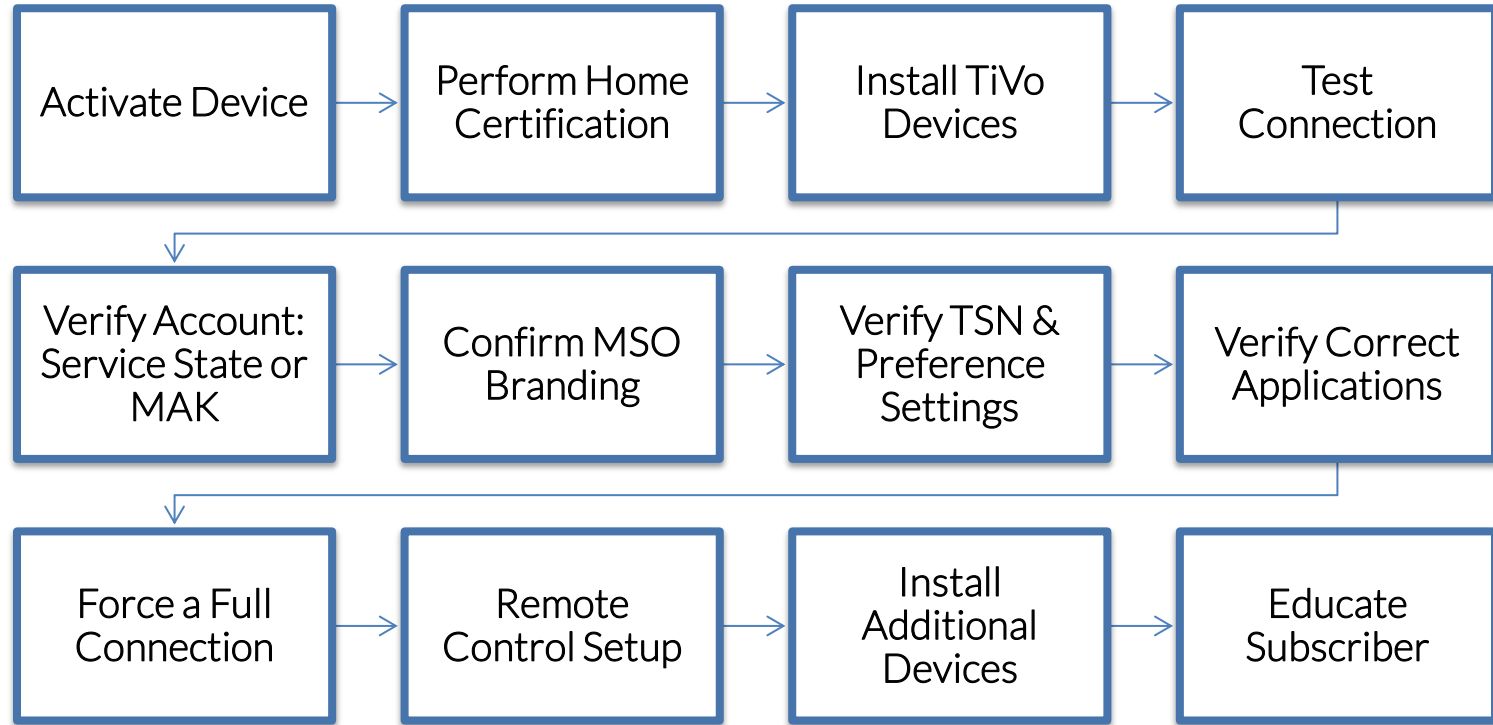 Activate Device
Perform Home
Certification
Install TiVo
Devices
Test
Connection
Verify Account:
Service State or
MAK
Confirm MSO
Branding
Verify TSN &
Preference
Settings
Verify Correct
Applications
Force a Full
Connection
Remote
Control Setup
Install
Additional
Devices
Educate
Subscriber